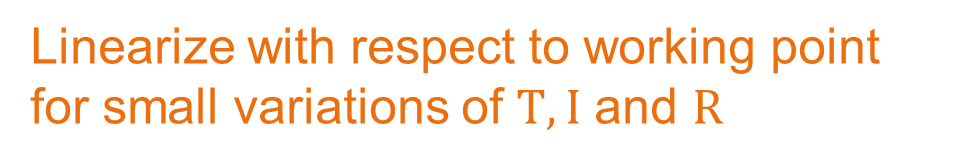 Linearize with respect to working point
for small variations of T, I and R